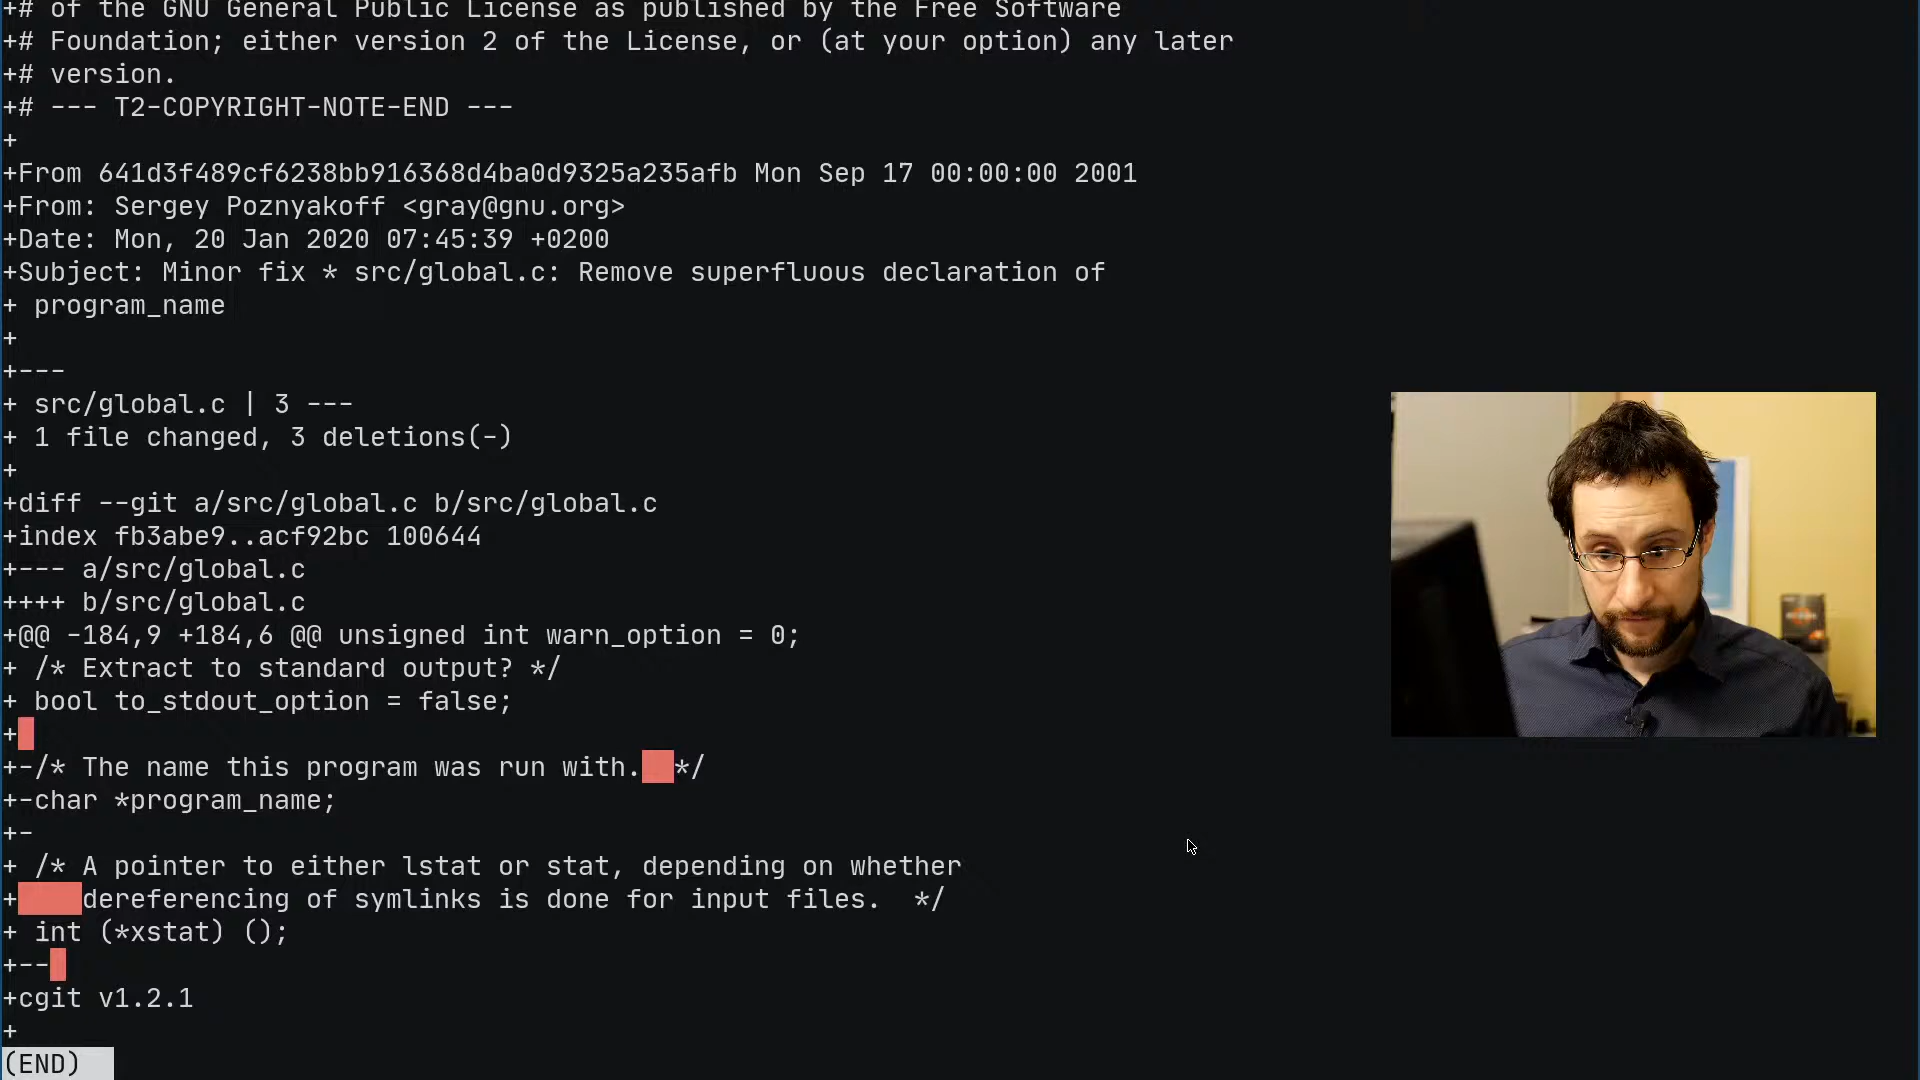 +# of the GNU General Public License as published by the Free Software
+# Foundation; either version 2 of the License, or (at your option) any later
+# version.
+# --- T2-COPYRIGHT-NOTE-END ---
+
+From 641d3f489cf6238bb916368d4ba0d9325a235afb Mon Sep 17 00:00:00 2001
+From: Sergey Poznyakoff <gray@gnu.org>
+Date: Mon, 20 Jan 2020 07:45:39 +0200
+Subject: Minor fix * src/global.c: Remove superfluous declaration of
+ program_name
+
+---
+ src/global.c | 3 ---
+ 1 file changed, 3 deletions(-)
+
+diff --git a/src/global.c b/src/global.c
+index fb3abe9..acf92bc 100644
+--- a/src/global.c
++++ b/src/global.c
+@@ -184,9 +184,6 @@ unsigned int warn_option = 0;
+ /* Extract to standard output? */
+ bool to_stdout_option = false;
+
+-/* The name this program was run with.  */
+-char *program_name;
+-
+ /* A pointer to either lstat or stat, depending on whether
+    dereferencing of symlinks is done for input files.  */
+ int (*xstat) ();
+--
+cgit v1.2.1
+
(END)